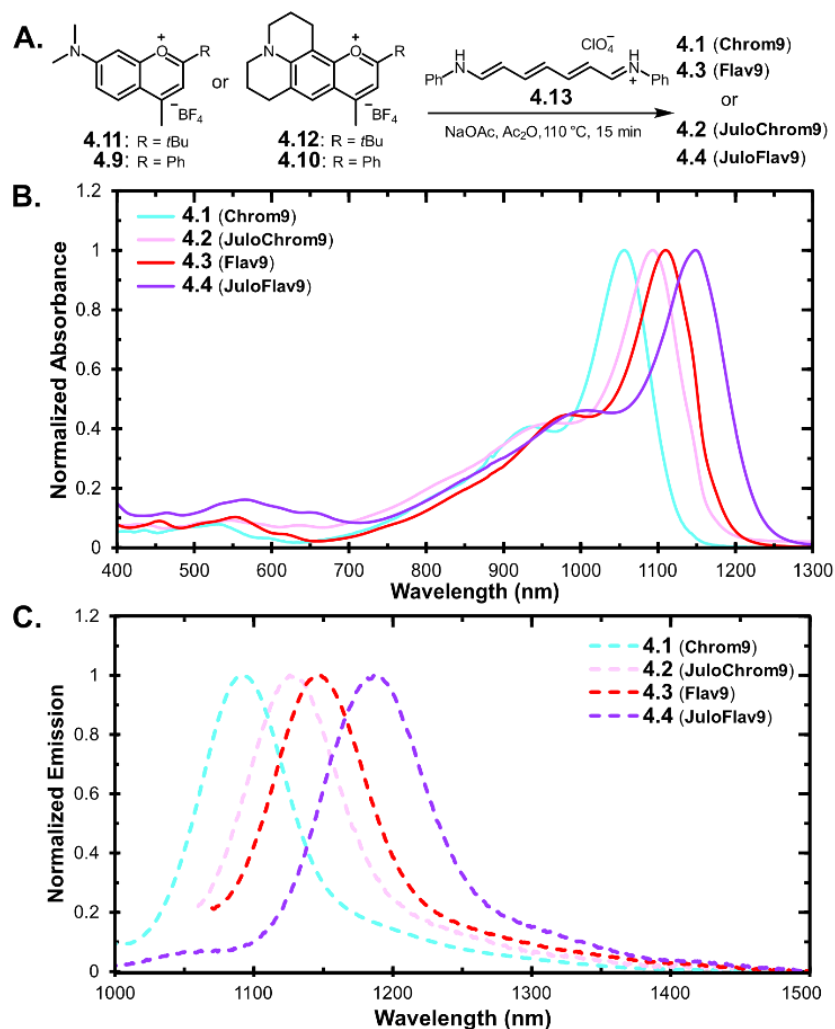 A.
N
O
+
R
−BF4
or
N
O
+
R
−BF4
4.11: R = tBu
4.9: R = Ph
4.12: R = tBu
4.10: R = Ph
ClO4−
Ph
H
N
H
N
+
Ph
4.13
NaOAc, Ac2O, 110 °C, 15 min
4.1 (Chrom9)
4.3 (Flav9)
or
4.2 (JuloChrom9)
4.4 (JuloFlav9)
B.
4.1 (Chrom9)
4.2 (JuloChrom9)
4.3 (Flav9)
4.4 (JuloFlav9)
Normalized Absorbance
1.2
1
0.8
0.6
0.4
0.2
0
400 500 600 700 800 900 1000 1100 1200 1300
Wavelength (nm)
C.
4.1 (Chrom9)
4.2 (JuloChrom9)
4.3 (Flav9)
4.4 (JuloFlav9)
Normalized Emission
1.2
1
0.8
0.6
0.4
0.2
0
1000 1100 1200 1300 1400 1500
Wavelength (nm)